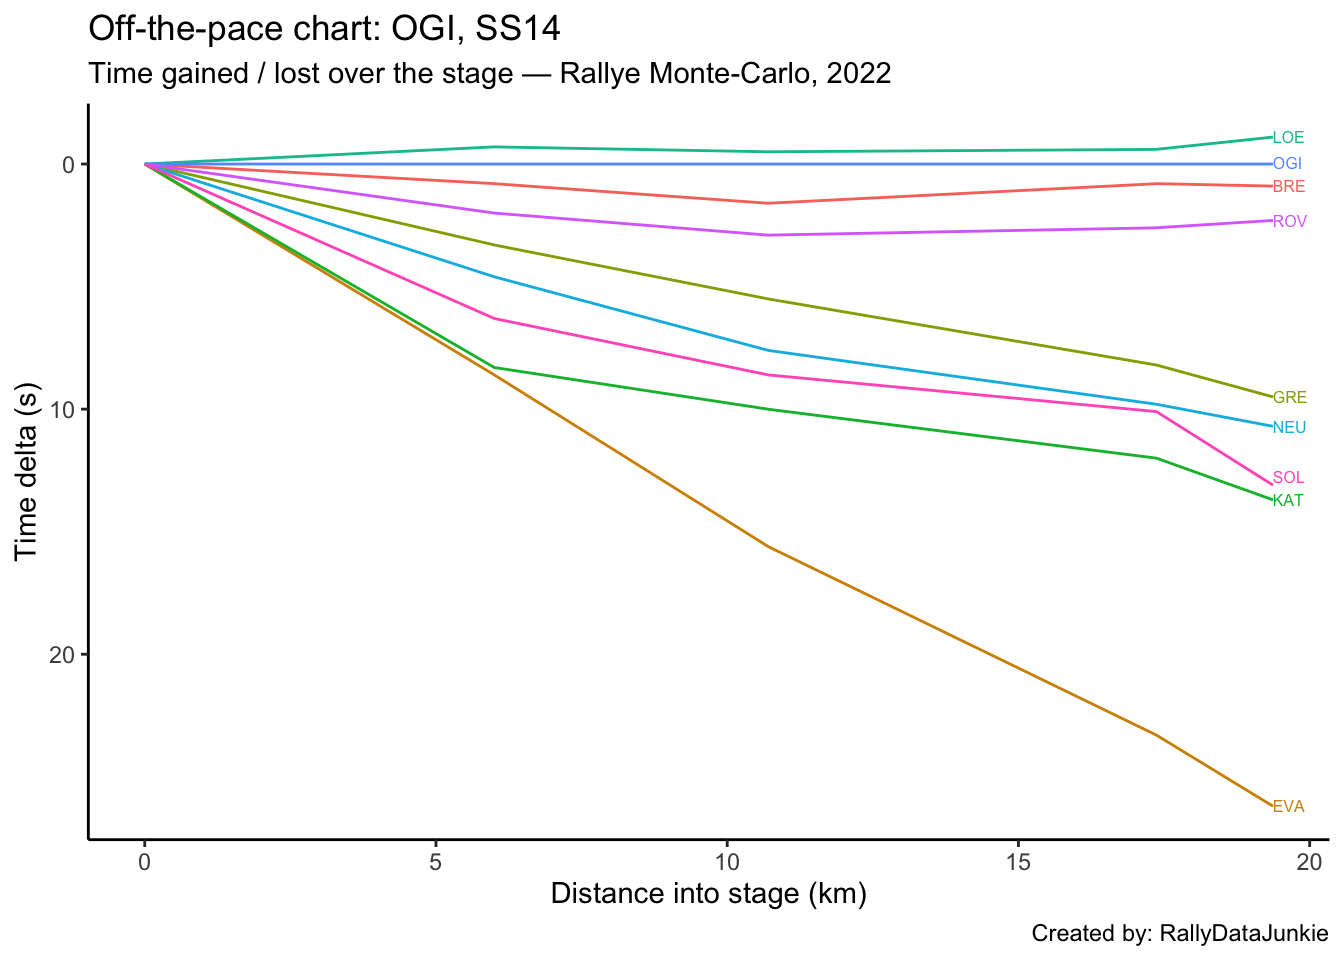 Off-the-pace chart: OGI, SS14
Time gained / lost over the stage — Rallye Monte-Carlo, 2022
Time delta (s)
0
10
20
LOE
OGI
BRE
ROV
GRE
NEU
SOL
KAT
EVA
0 5 10 15 20
Distance into stage (km)
Created by: RallyDataJunkie